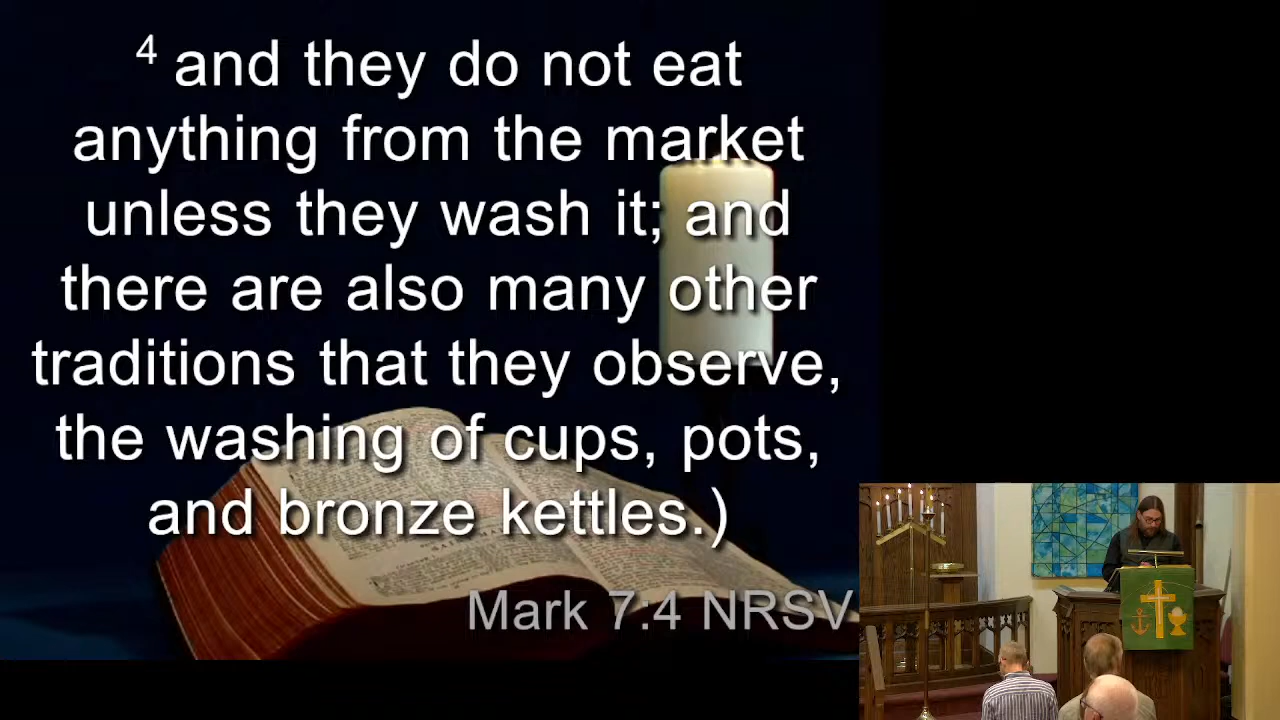 4 and they do not eat
anything from the market
unless they wash it; and
there are also many other
traditions that they observe,
the washing of cups, pots,
and bronze kettles.)
Mark 7:4 NRSV